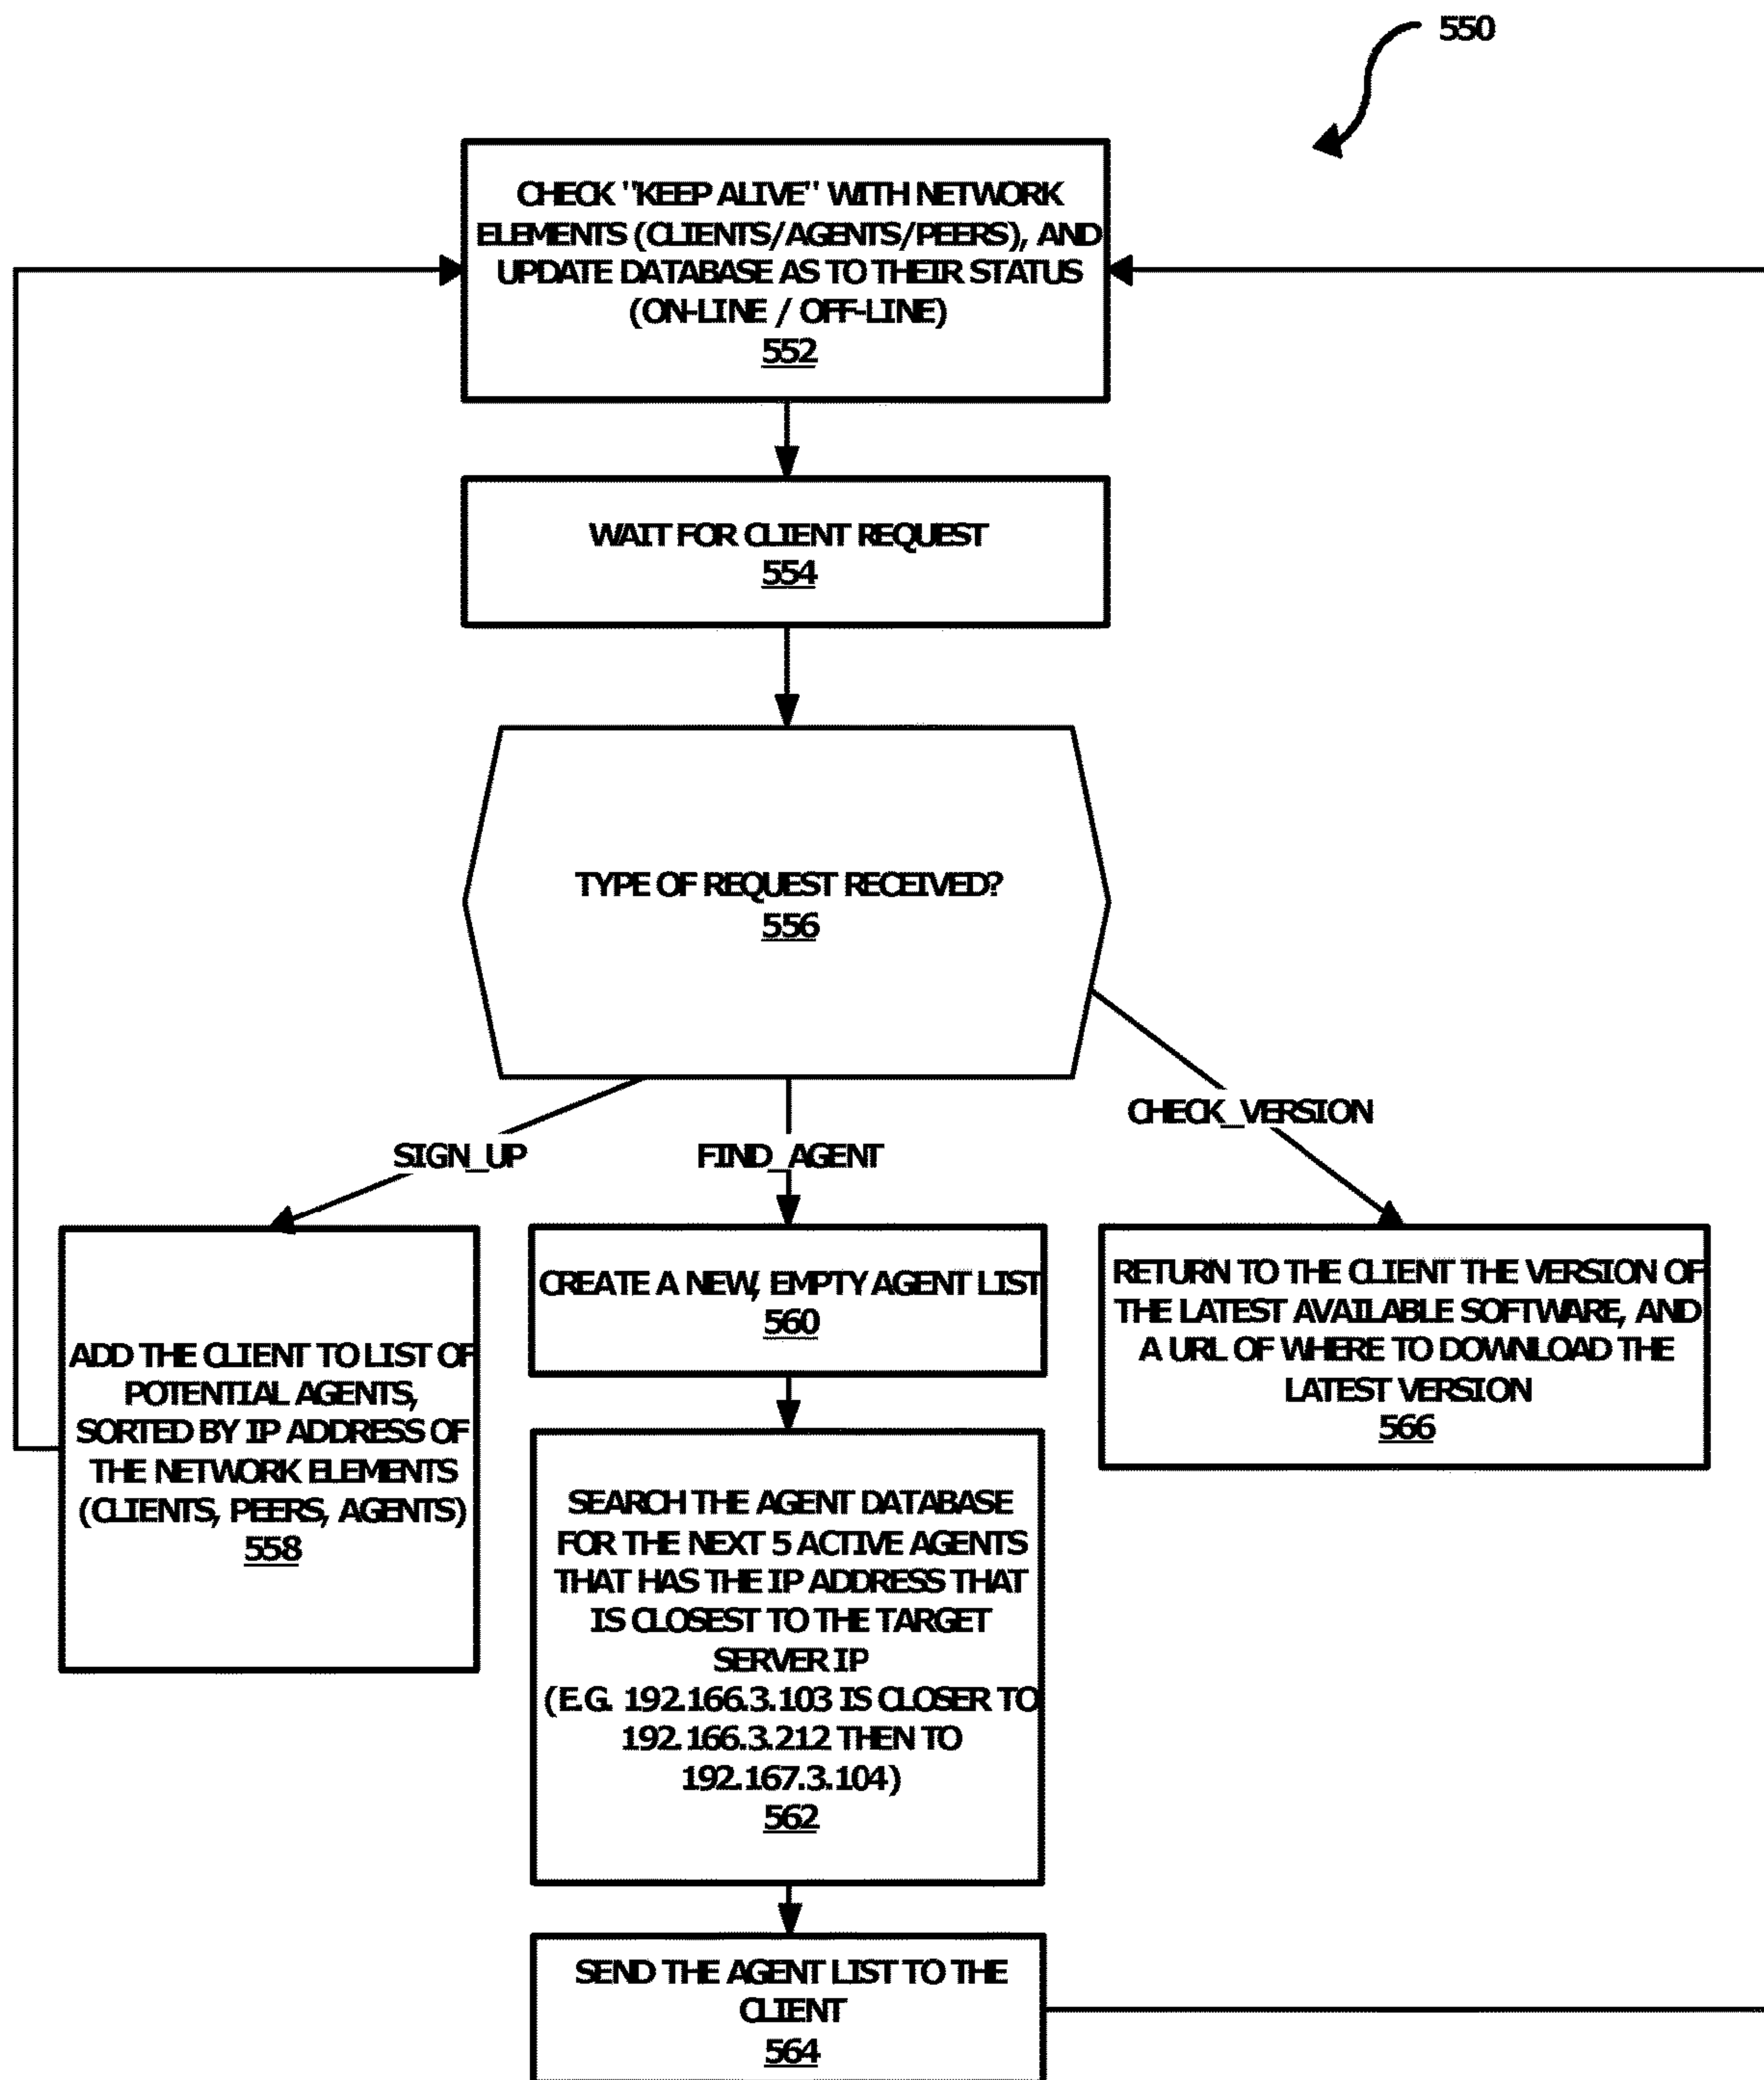 550
CHECK "KEEP ALIVE" WITH NETWORK
ELEMENTS (CLIENTS/AGENTS/PEERS), AND
UPDATE DATABASE AS TO THEIR STATUS
(ON-LINE / OFF-LINE)
552
WAIT FOR CLIENT REQUEST
554
TYPE OF REQUEST RECEIVED?
556
SIGN_UP
FIND_AGENT
CHECK_VERSION
ADD THE CLIENT TO LIST OF
POTENTIAL AGENTS,
SORTED BY IP ADDRESS OF
THE NETWORK ELEMENTS
(CLIENTS, PEERS, AGENTS)
558
CREATE A NEW, EMPTY AGENT LIST
560
SEARCH THE AGENT DATABASE
FOR THE NEXT 5 ACTIVE AGENTS
THAT HAS THE IP ADDRESS THAT
IS CLOSEST TO THE TARGET
SERVER IP
(E.G. 192.166.3.103 IS CLOSER TO
192.166.3.212 THEN TO
192.167.3.104)
562
SEND THE AGENT LIST TO THE
CLIENT
564
RETURN TO THE CLIENT THE VERSION OF
THE LATEST AVAILABLE SOFTWARE, AND
A URL OF WHERE TO DOWNLOAD THE
LATEST VERSION
566